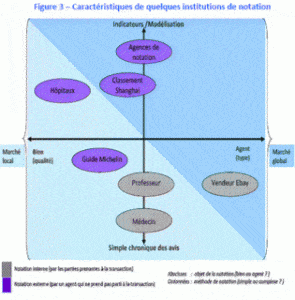 Figure 3 – Caractéristiques de quelques institutions de notation
Indicateurs /Modélisation
Agences de
notation
Classement
Shanghai
Hôpitaux
Marché
local
Bien
(qualité)
Agent
(type)
Marché
global
Guide Michelin
Professeur
Vendeur Ebay
Médecin
Simple chronique des avis
Notation interne (par les parties prenantes à la transaction)
Notation externe (par un agent qui ne prend pas parti à la transaction)
Abscisses : objet de la notation (bien ou agent ?)
Ordonnées : méthode de notation (simple ou complexe ?)